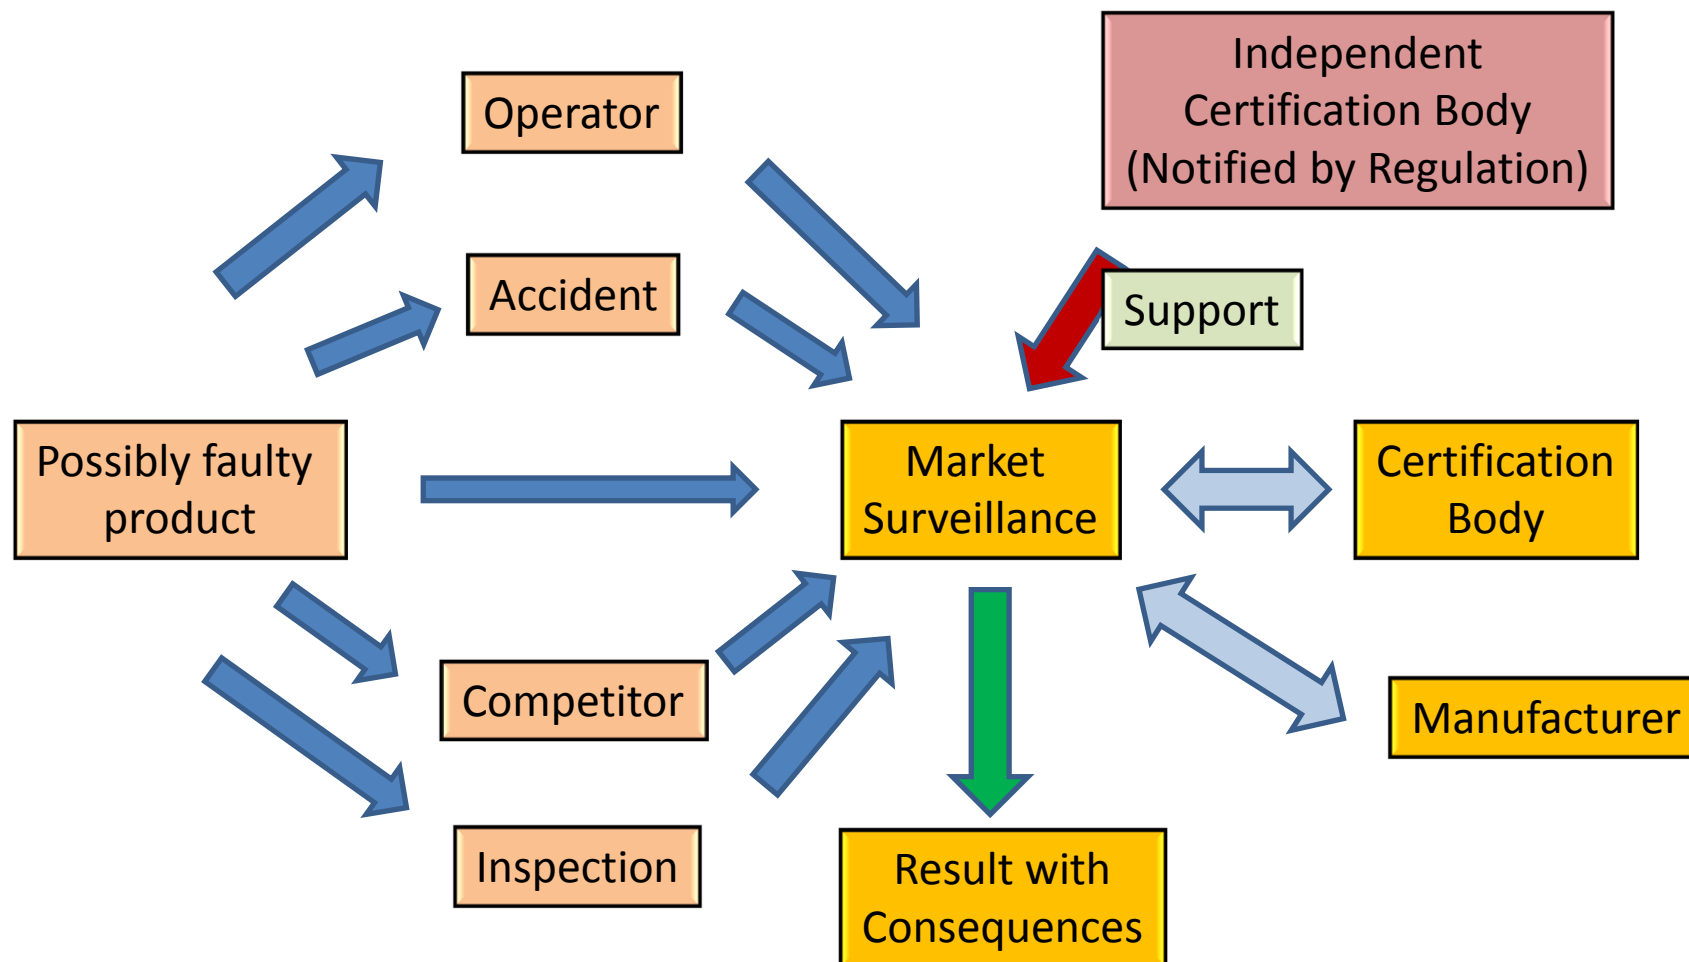 Operator
Independent
Certification Body
(Notified by Regulation)
Accident
Support
Possibly faulty
product
Market
Surveillance
Certification
Body
Competitor
Manufacturer
Inspection
Result with
Consequences